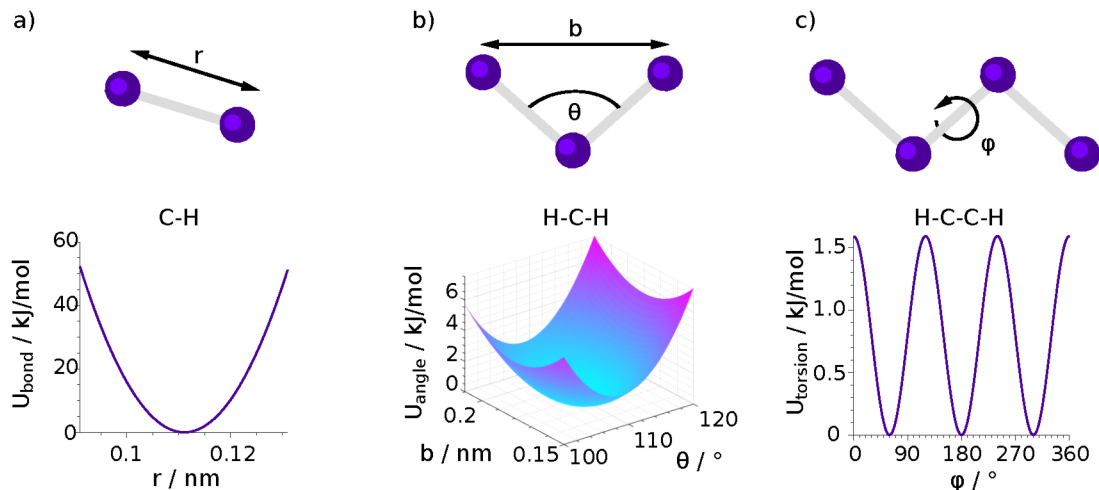 a)
r
C-H
60
40
20
0
U_bond / kJ/mol
0.1
0.12
r / nm
b)
b
θ
H-C-H
6
4
2
0
U_angle / kJ/mol
0.2
0.15
b / nm
100
110
120
θ / °
c)
φ
H-C-C-H
1.5
1.0
0.5
0
U_torsion / kJ/mol
0
90
180
270
360
φ / °